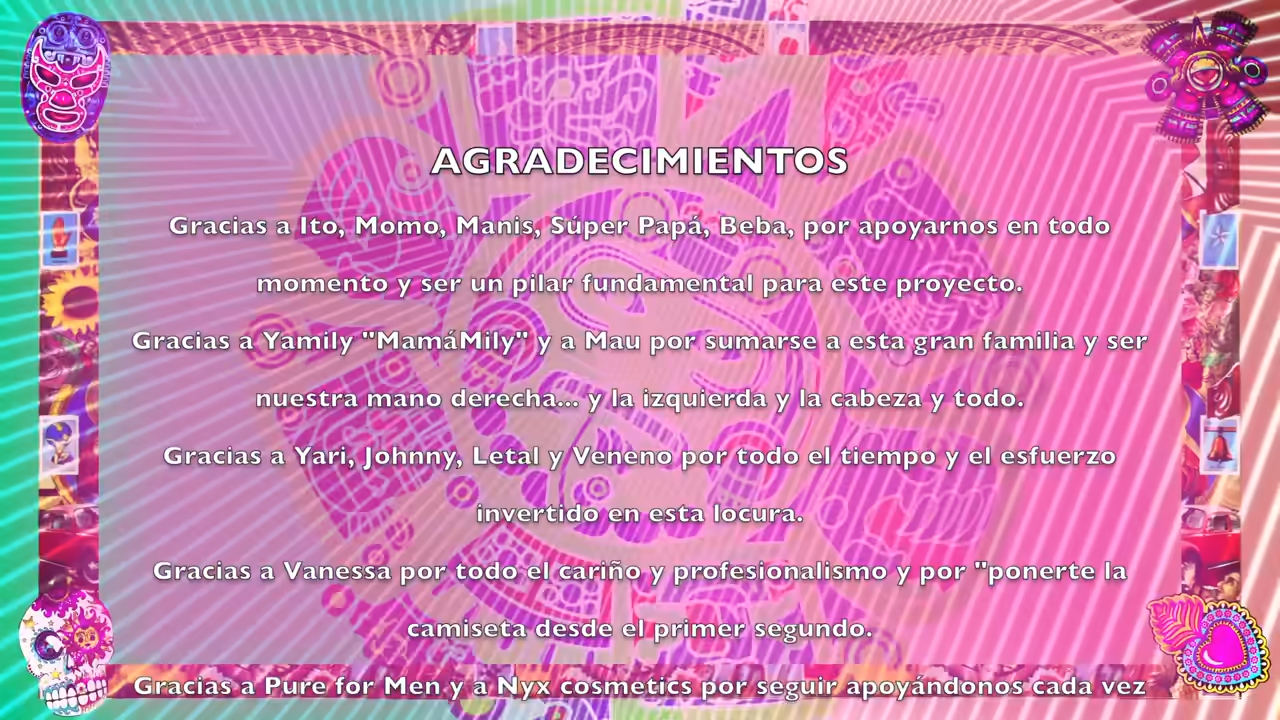 AGRADECIMIENTOS
Gracias a Ito, Momo, Manis, Súper Papá, Beba, por apoyarnos en todo
momento y ser un pilar fundamental para este proyecto.
Gracias a Yamily "MamáMily" y a Mau por sumarse a esta gran familia y ser
nuestra mano derecha... y la izquierda y la cabeza y todo.
Gracias a Yari, Johnny, Letal y Veneno por todo el tiempo y el esfuerzo
invertido en esta locura.
Gracias a Vanessa por todo el cariño y profesionalismo y por "ponerte la
camiseta desde el primer segundo.
Gracias a Pure for Men y a Nyx cosmetics por seguir apoyándonos cada vez